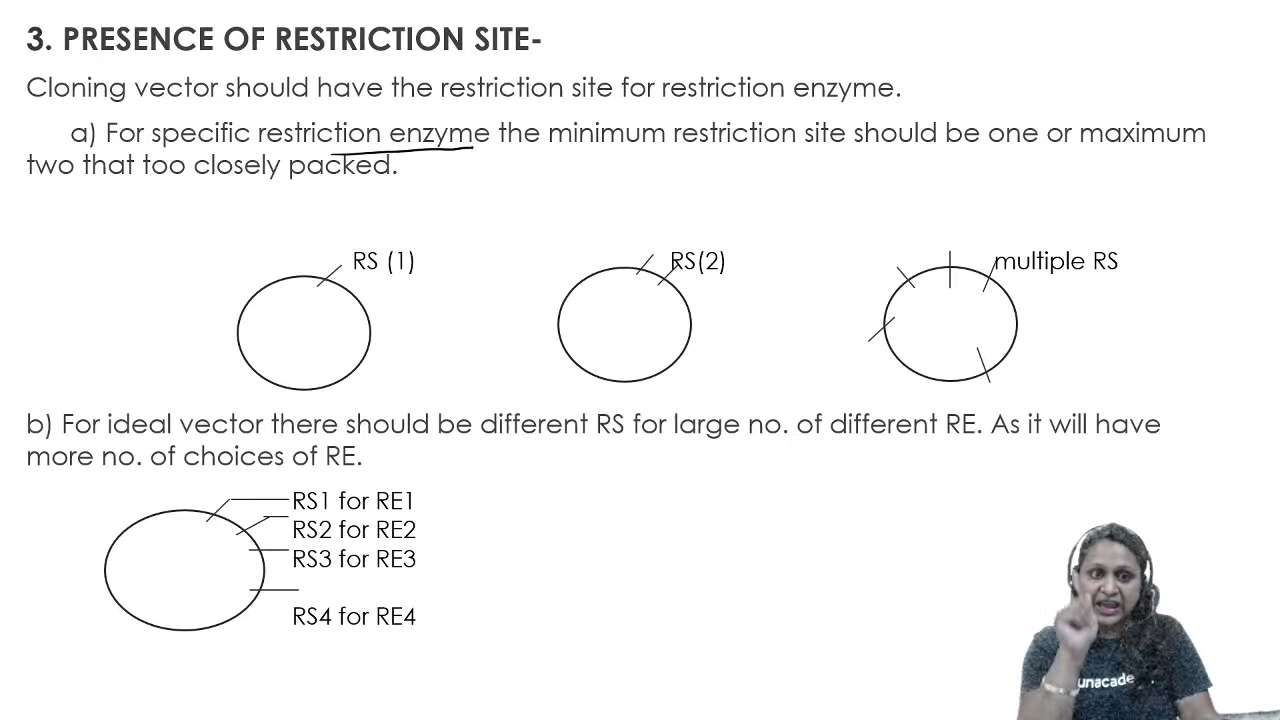 3. PRESENCE OF RESTRICTION SITE-
Cloning vector should have the restriction site for restriction enzyme.
a) For specific restriction enzyme the minimum restriction site should be one or maximum
two that too closely packed.
RS (1)
RS(2)
multiple RS
b) For ideal vector there should be different RS for large no. of different RE. As it will have
more no. of choices of RE.
RS1 for RE1
RS2 for RE2
RS3 for RE3
RS4 for RE4
unacade